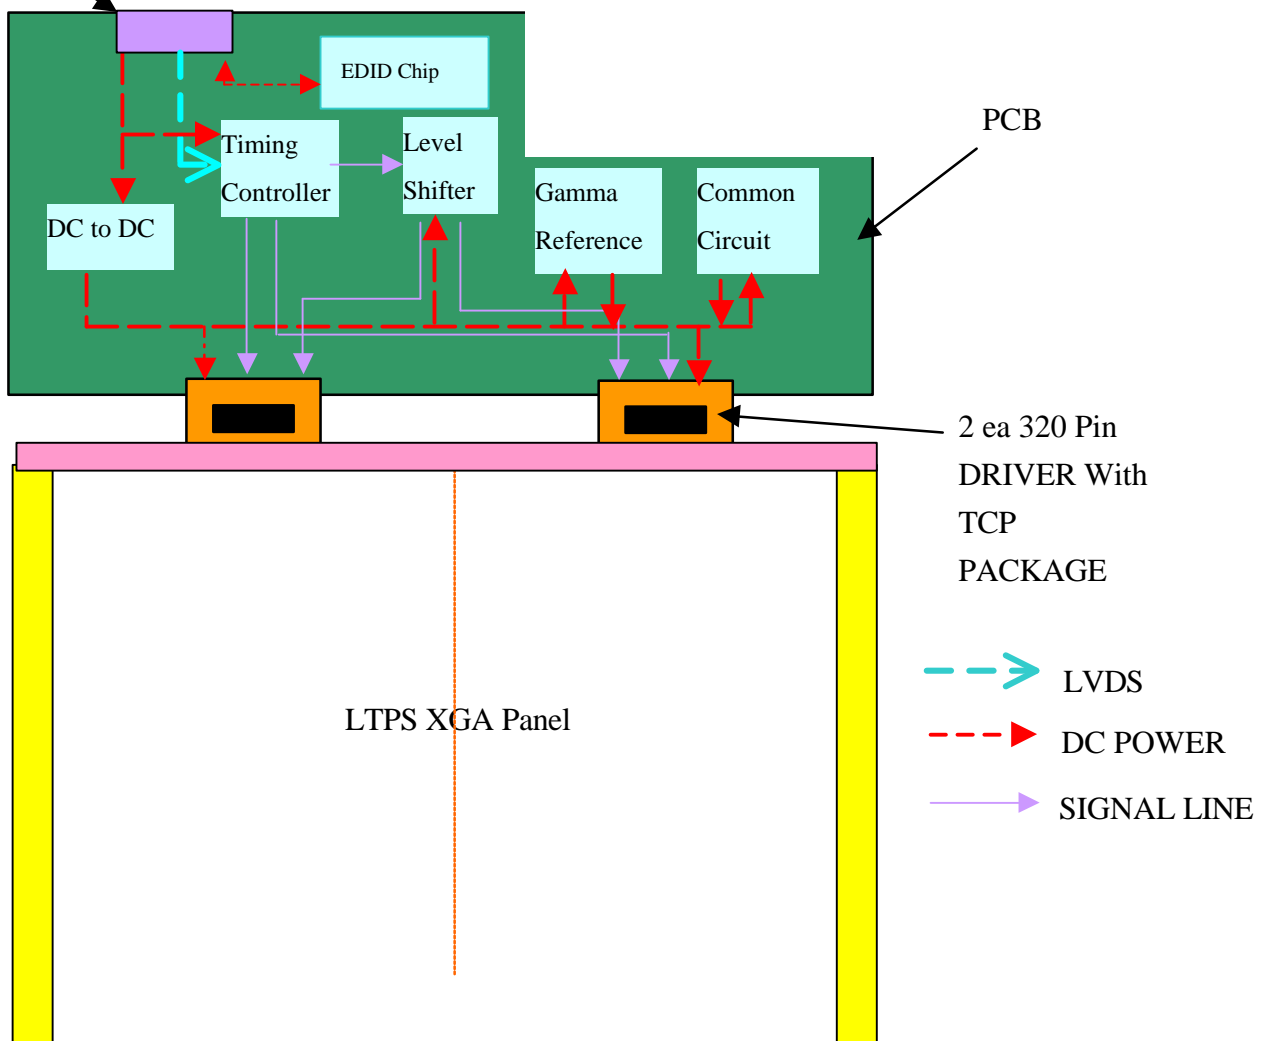 EDID Chip
PCB
Timing
Controller
Level
Shifter
Gamma
Reference
Common
Circuit
DC to DC
2 ea 320 Pin
DRIVER With
TCP
PACKAGE
LTPS XGA Panel
LVDS
DC POWER
SIGNAL LINE